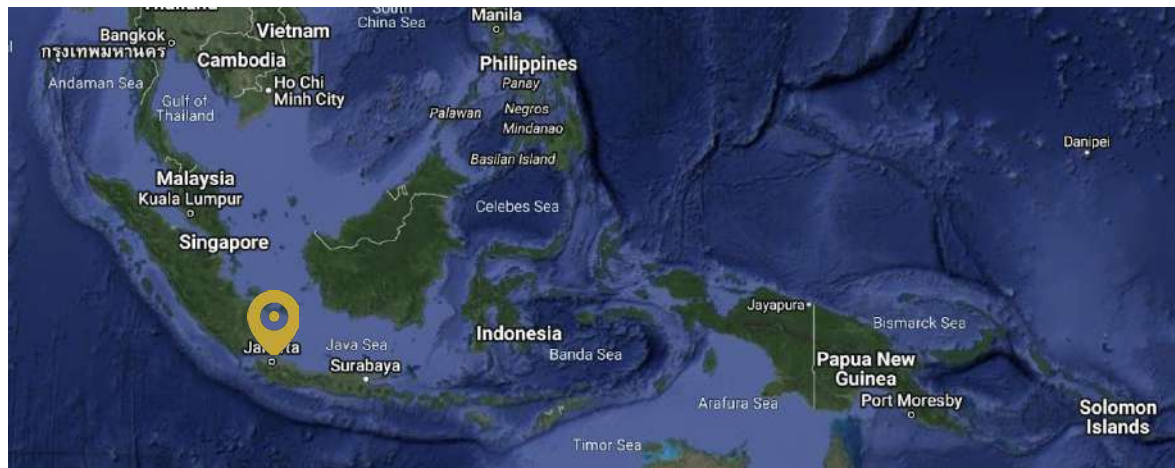 Thailand
Bangkok
กรุงเทพมหานคร
Vietnam
South
China Sea
Manila
Cambodia
Philippines
Andaman Sea
Ho Chi
Minh City
Panay
Gulf of
Thailand
Palawan
Negros
Mindanao
Danipei
Basilan Island
Malaysia
Kuala Lumpur
Celebes Sea
Singapore
Jayapura
Bismarck Sea
Indonesia
Java Sea
Jakarta
Banda Sea
Surabaya
Papua New
Guinea
Arafura Sea
Port Moresby
Solomon
Islands
Timor Sea